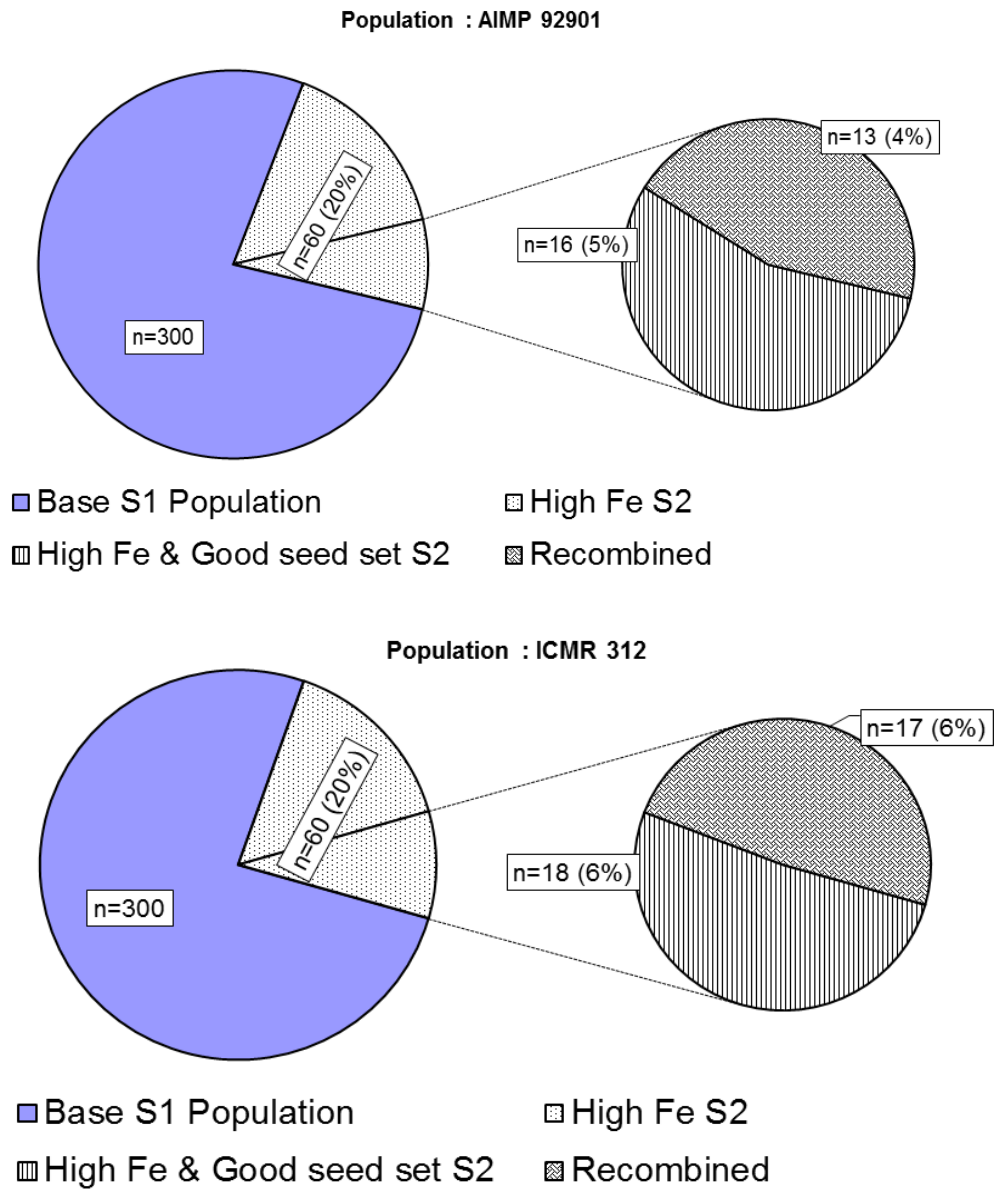 Population : AIMP 92901
n=13 (4%)
n=60 (20%)
n=16 (5%)
n=300
Base S1 Population
High Fe S2
High Fe & Good seed set S2
Recombined
Population : ICMR 312
n=17 (6%)
n=60 (20%)
n=18 (6%)
n=300
Base S1 Population
High Fe S2
High Fe & Good seed set S2
Recombined